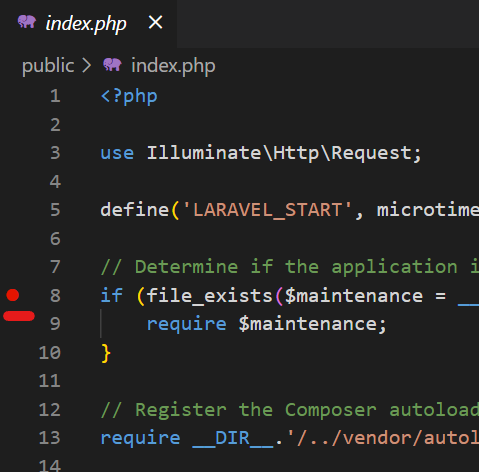 index.php
public > index.php
1 <?php
2
3 use Illuminate\Http\Request;
4
5 define('LARAVEL_START', microtime
6
7 // Determine if the application i
8 if (file_exists($maintenance = __
9 require $maintenance;
10 }
11
12 // Register the Composer autoload
13 require __DIR__.'/../vendor/autol
14